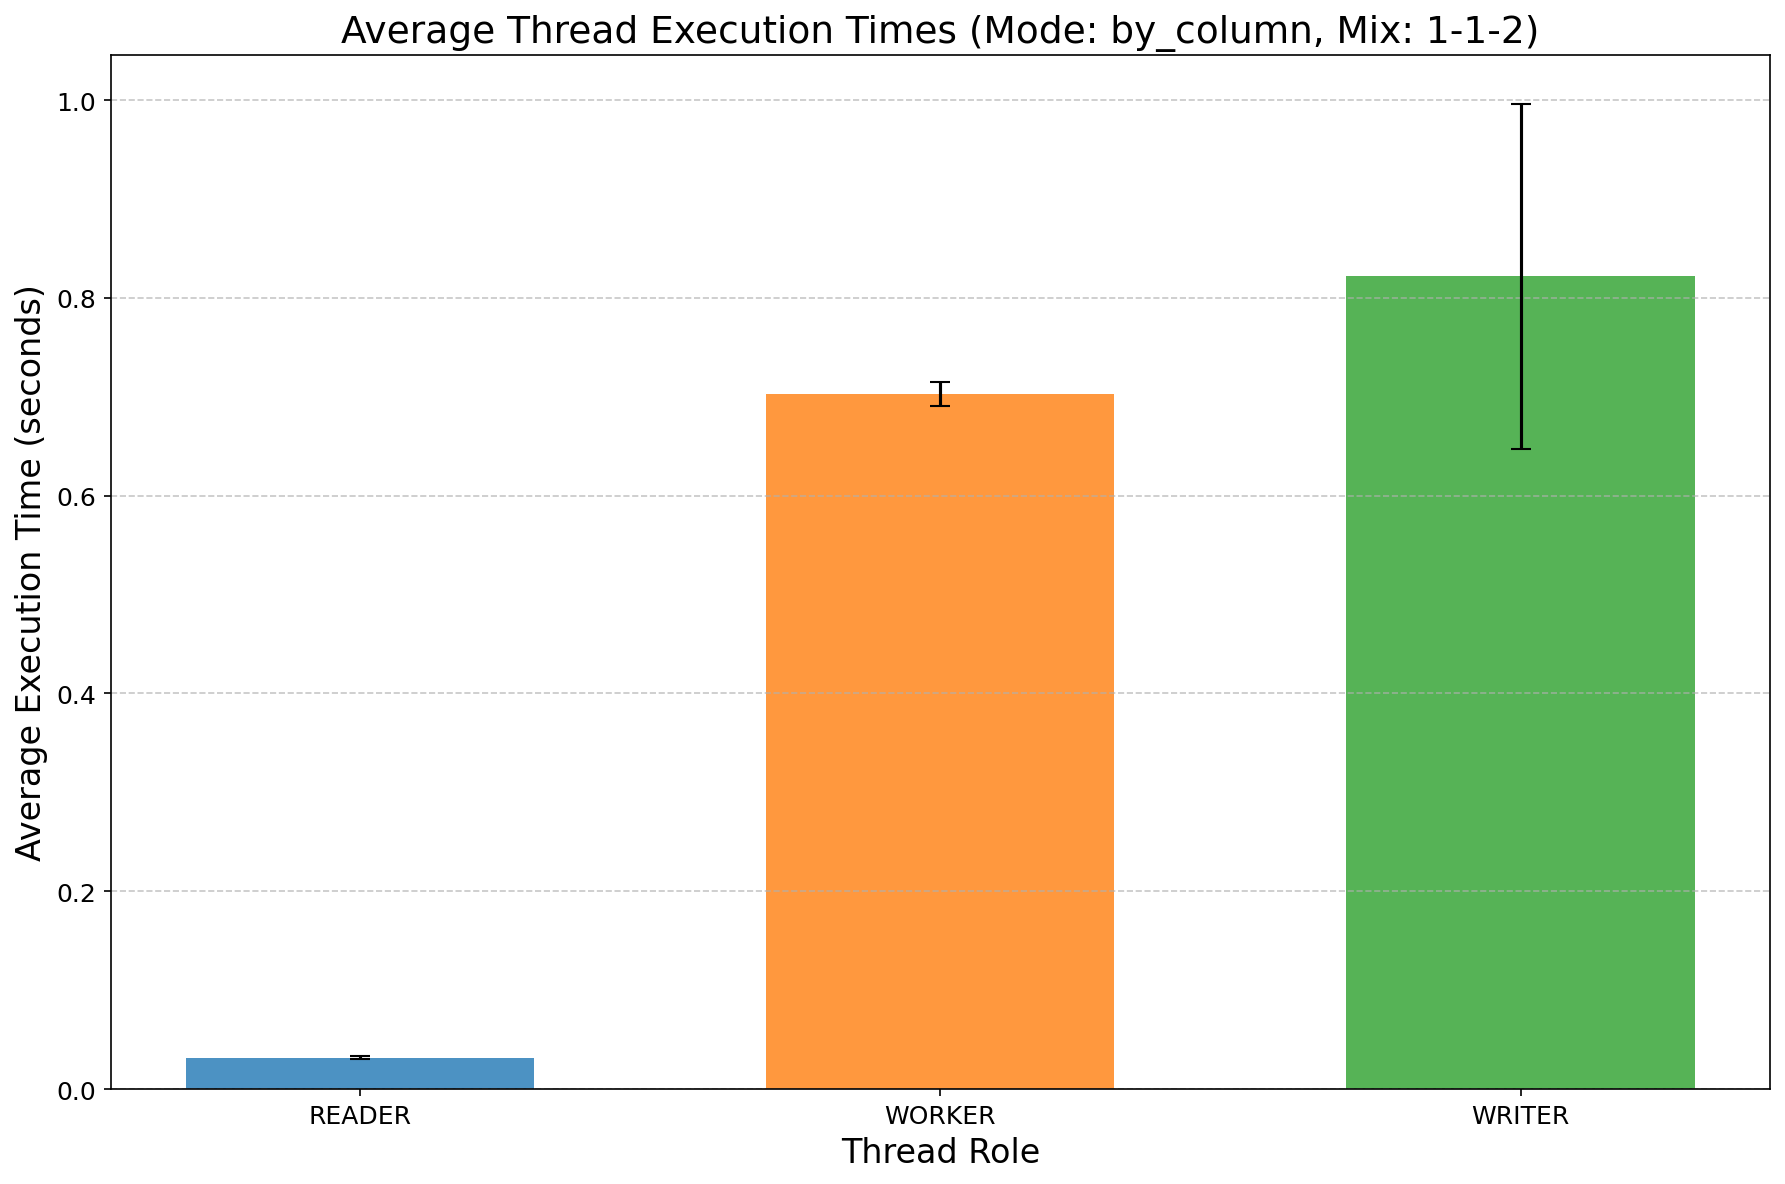 Average Thread Execution Times (Mode: by_column, Mix: 1-1-2)
Average Execution Time (seconds)
1.0
0.8
0.6
0.4
0.2
0.0
READER WORKER WRITER
Thread Role